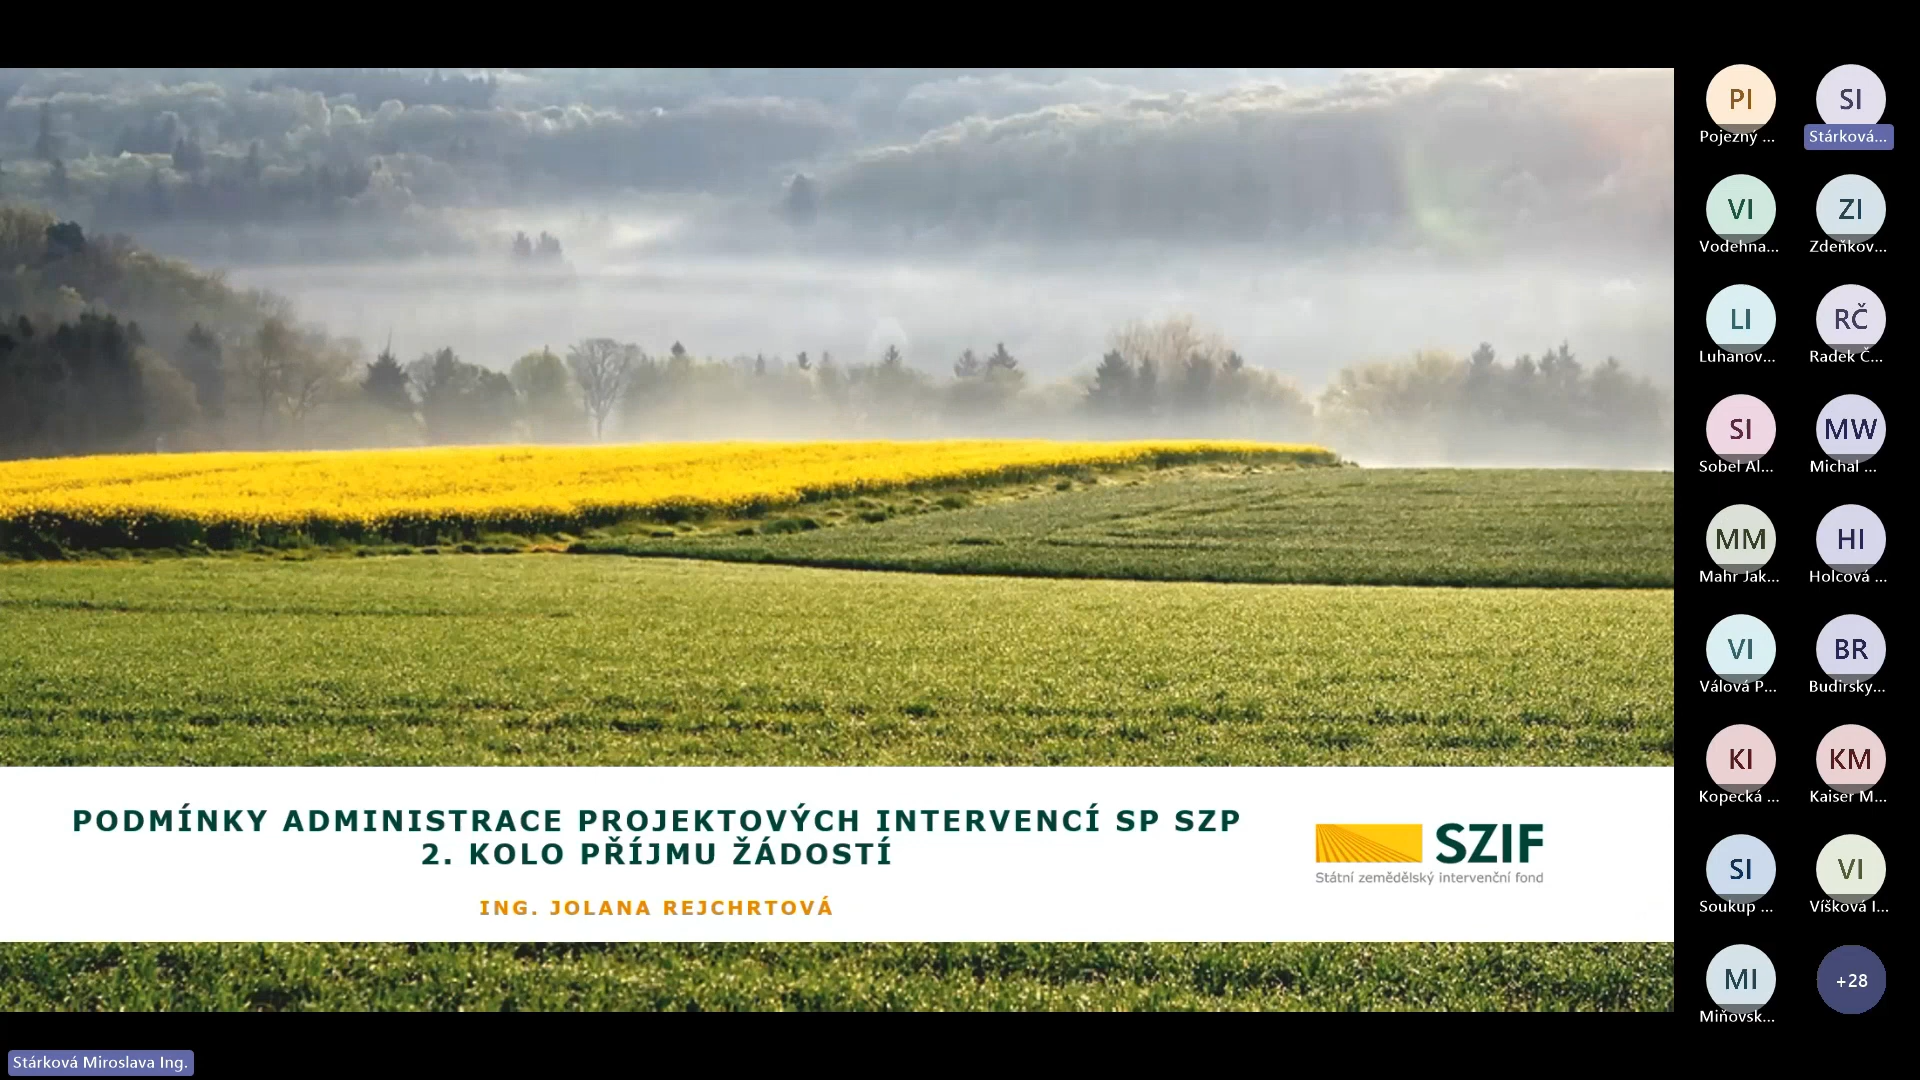 PODMÍNKY ADMINISTRACE PROJEKTOVÝCH INTERVENCÍ SP SZP
2. KOLO PŘÍJMU ŽÁDOSTÍ
ING. JOLANA REJCHRTOVÁ
SZIF
Státní zemědělský intervenční fond
PI
SI
Pojezný ...
Stárková...
VI
ZI
Vodehna...
Zdeňkov...
LI
RČ
Luhanov...
Radek Č...
SI
MW
Sobel Al...
Michal ...
MM
HI
Mahr Jak...
Holcová ...
VI
BR
Válová P...
Budirsky...
KI
KM
Kopecká ...
Kaiser M...
SI
VI
Soukup ...
Víšková I...
MI
+28
Miňovsk...
Stárková Miroslava Ing.